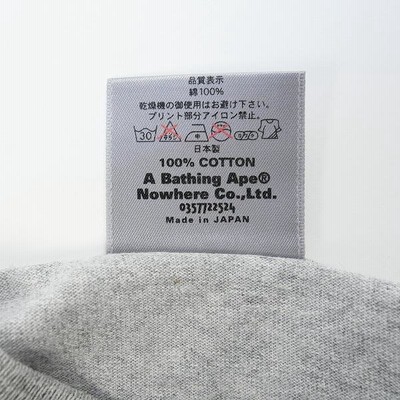 品質表示
綿100%
乾燥機の御使用はお避け下さい。
プリント部分アイロン禁止。
30
日本製
100% COTTON
A Bathing Ape®
Nowhere Co.,Ltd.
0357722524
Made in JAPAN